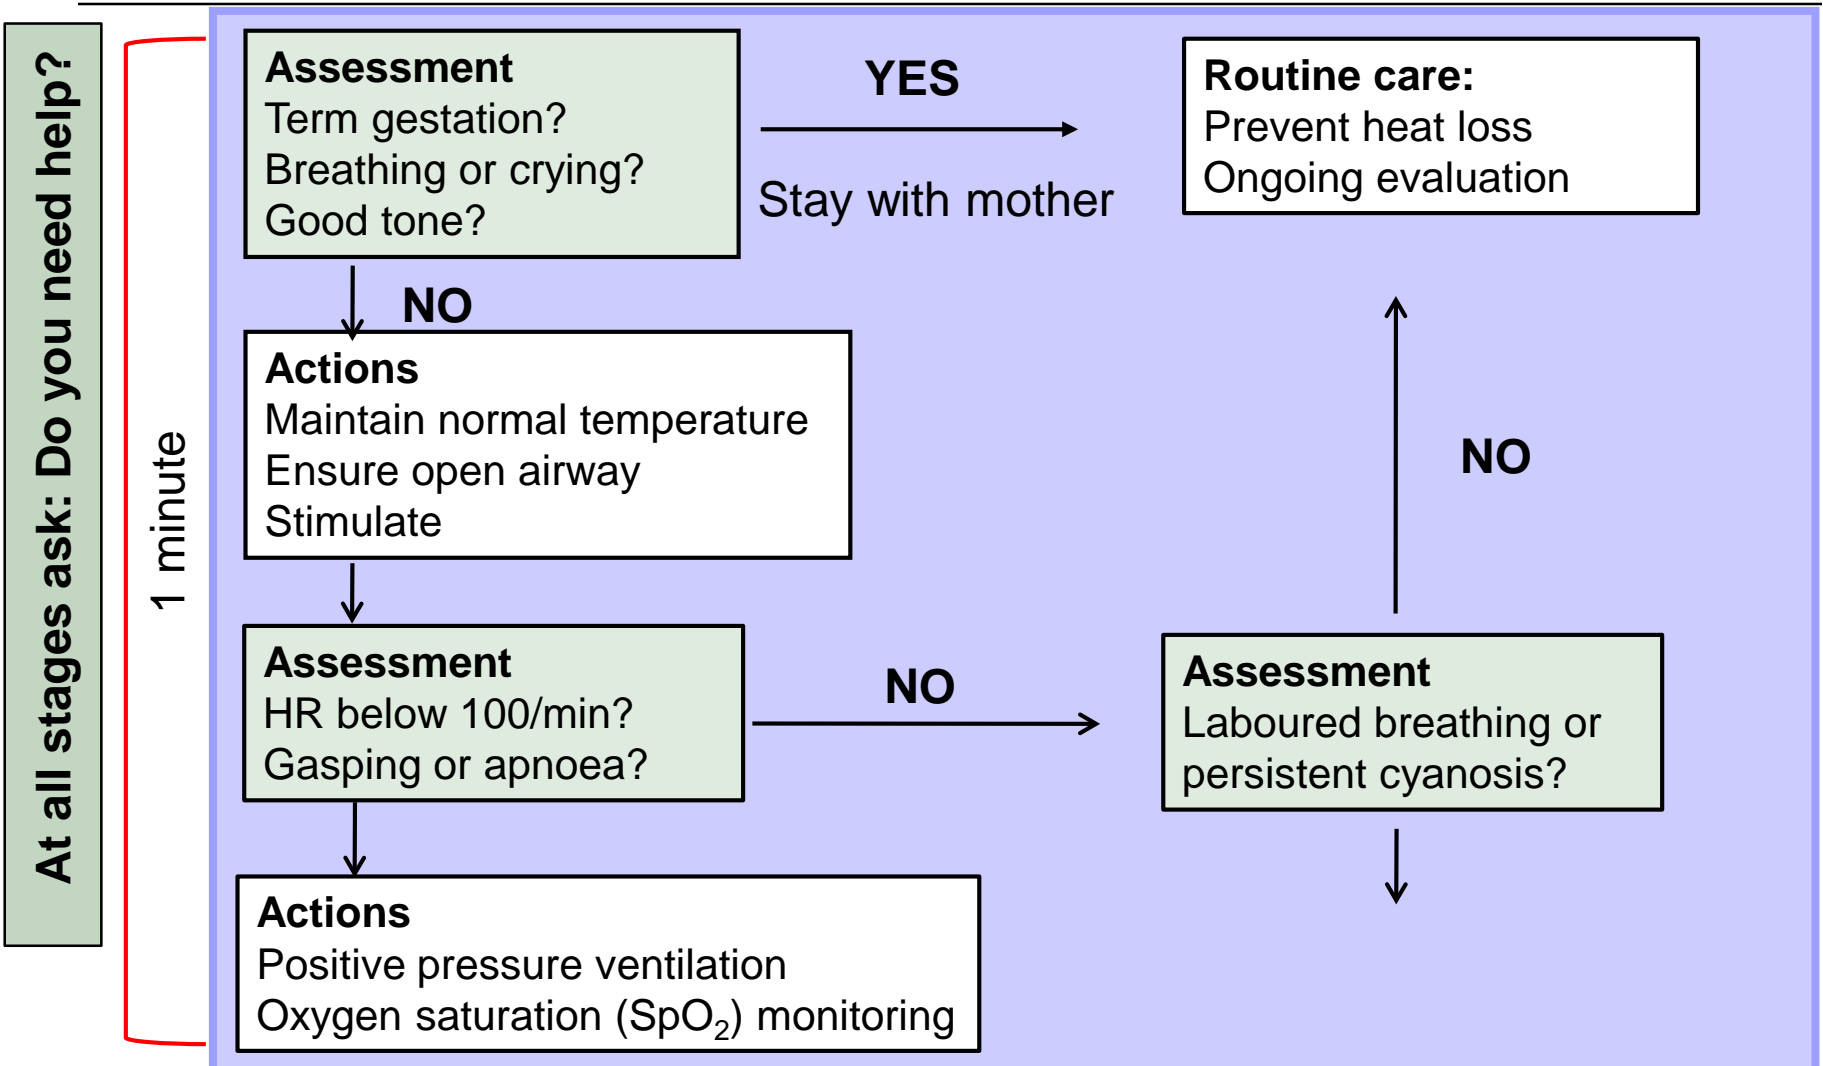 At all stages ask: Do you need help?
1 minute
Assessment
Term gestation?
Breathing or crying?
Good tone?
YES
Stay with mother
Routine care:
Prevent heat loss
Ongoing evaluation
NO
Actions
Maintain normal temperature
Ensure open airway
Stimulate
NO
Assessment
HR below 100/min?
Gasping or apnoea?
NO
Assessment
Laboured breathing or
persistent cyanosis?
Actions
Positive pressure ventilation
Oxygen saturation (SpO₂) monitoring